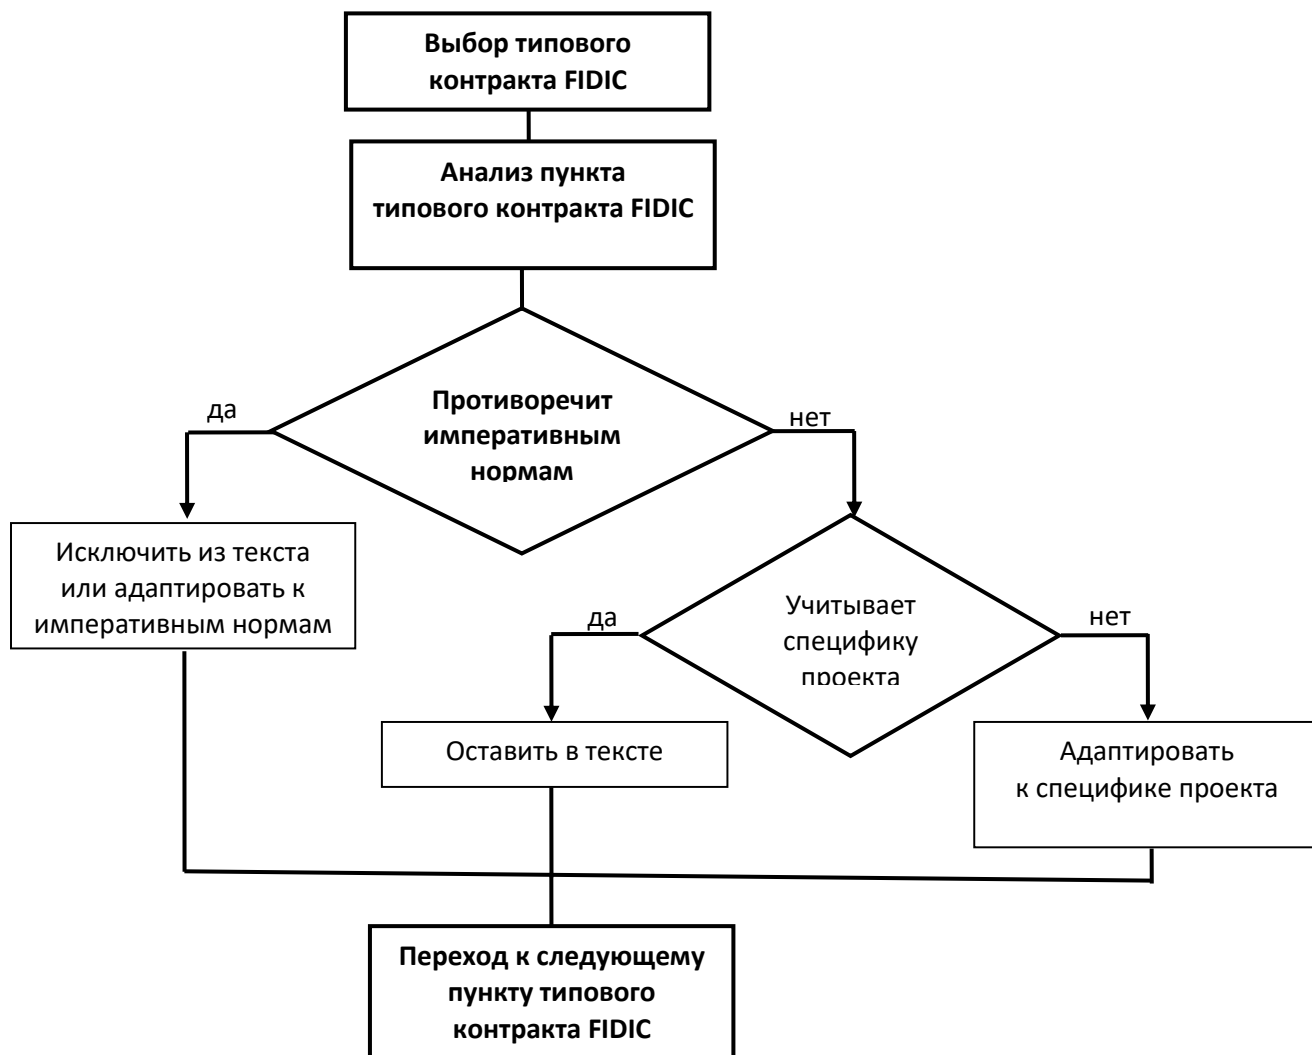 Выбор типового
контракта FIDIC
Анализ пункта
типового контракта FIDIC
Противоречит
императивным
нормам
да
нет
Исключить из текста
или адаптировать к
императивным нормам
Учитывает
специфику
проекта
да
нет
Оставить в тексте
Адаптировать
к специфике проекта
Переход к следующему
пункту типового
контракта FIDIC